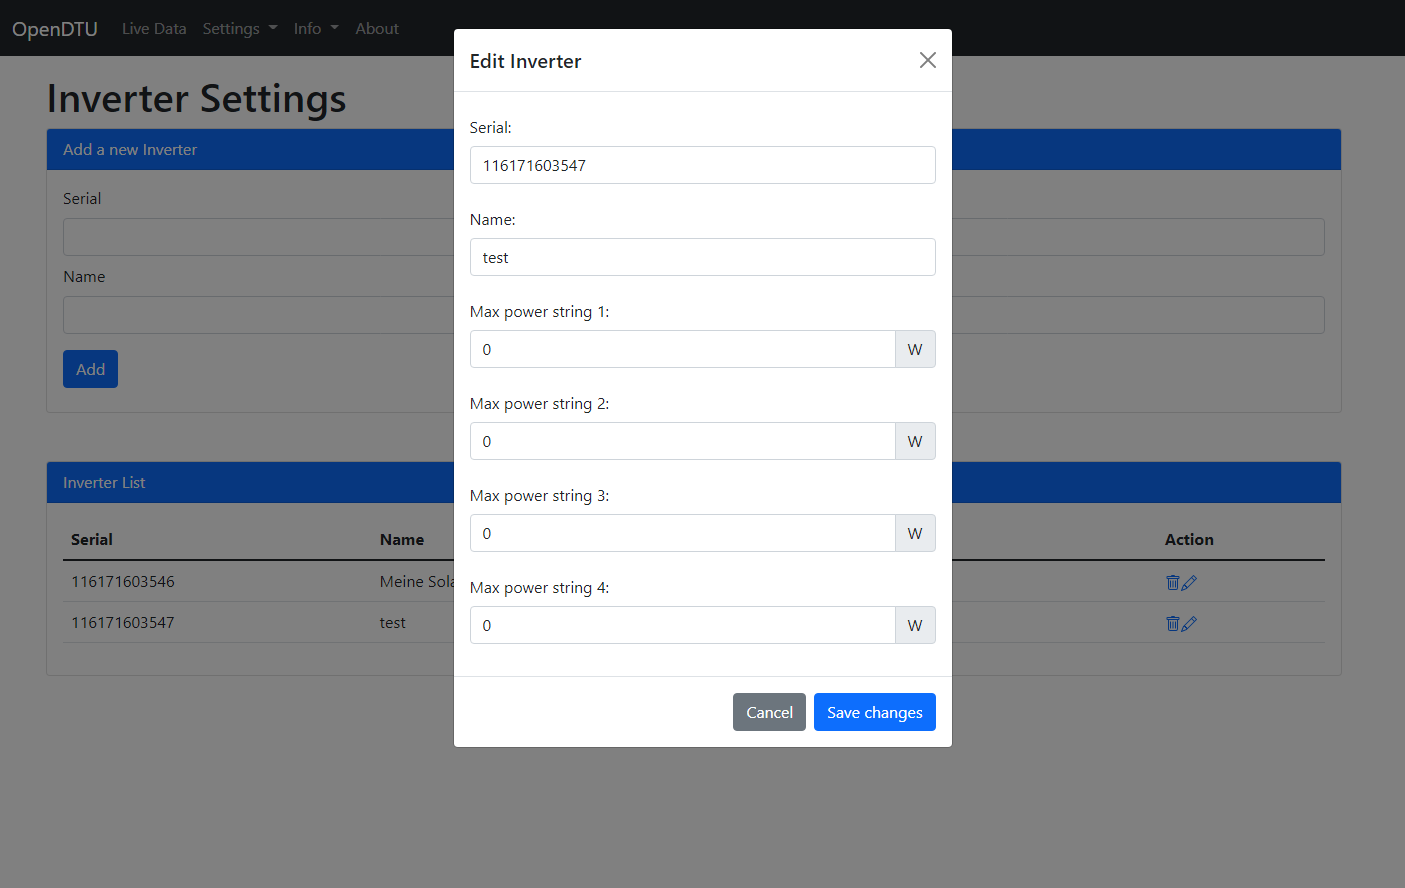 OpenDTU Live Data Settings Info About
Inverter Settings
Add a new Inverter
Serial
Name
Add
Inverter List
Serial Name Action
116171603546 Meine Sola
116171603547 test
Edit Inverter
Serial:
116171603547
Name:
test
Max power string 1:
0 W
Max power string 2:
0 W
Max power string 3:
0 W
Max power string 4:
0 W
Cancel Save changes